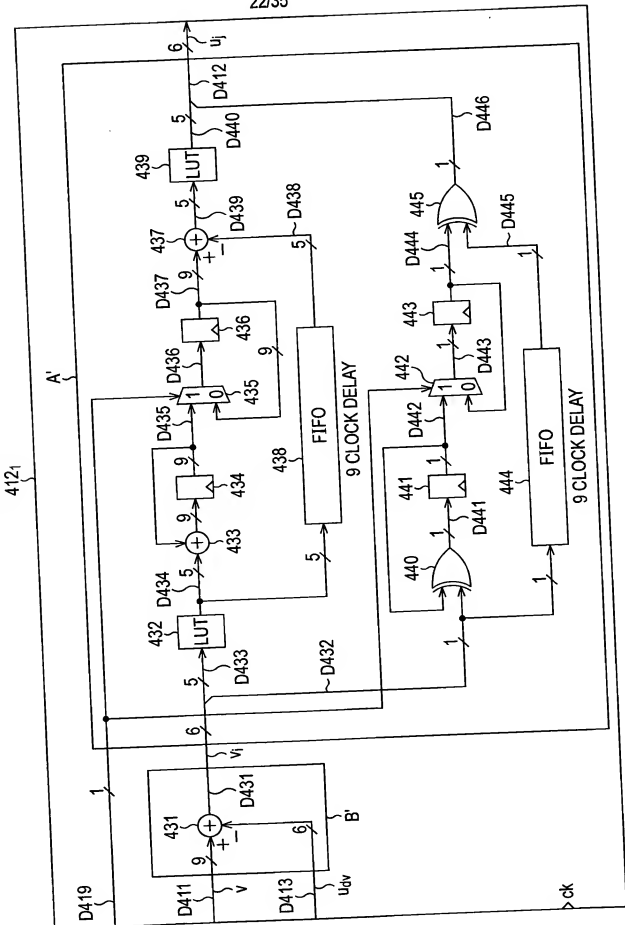 22/35
412₁
A'
D419
1
D411
9
v
D413
6
u_dv
431
+
−
D431
B'
v_i
6
5
D433
D432
432
LUT
D434
5
433
9
434
9
D435
435
1
0
D436
436
9
D437
9
437
+
−
D438
5
D439
5
439
LUT
D440
5
D412
6
u_j
5
438
FIFO
9 CLOCK DELAY
1
440
D441
1
441
1
D442
442
1
0
D443
1
443
1
D444
445
D445
1
1
D446
1
444
FIFO
9 CLOCK DELAY
ck